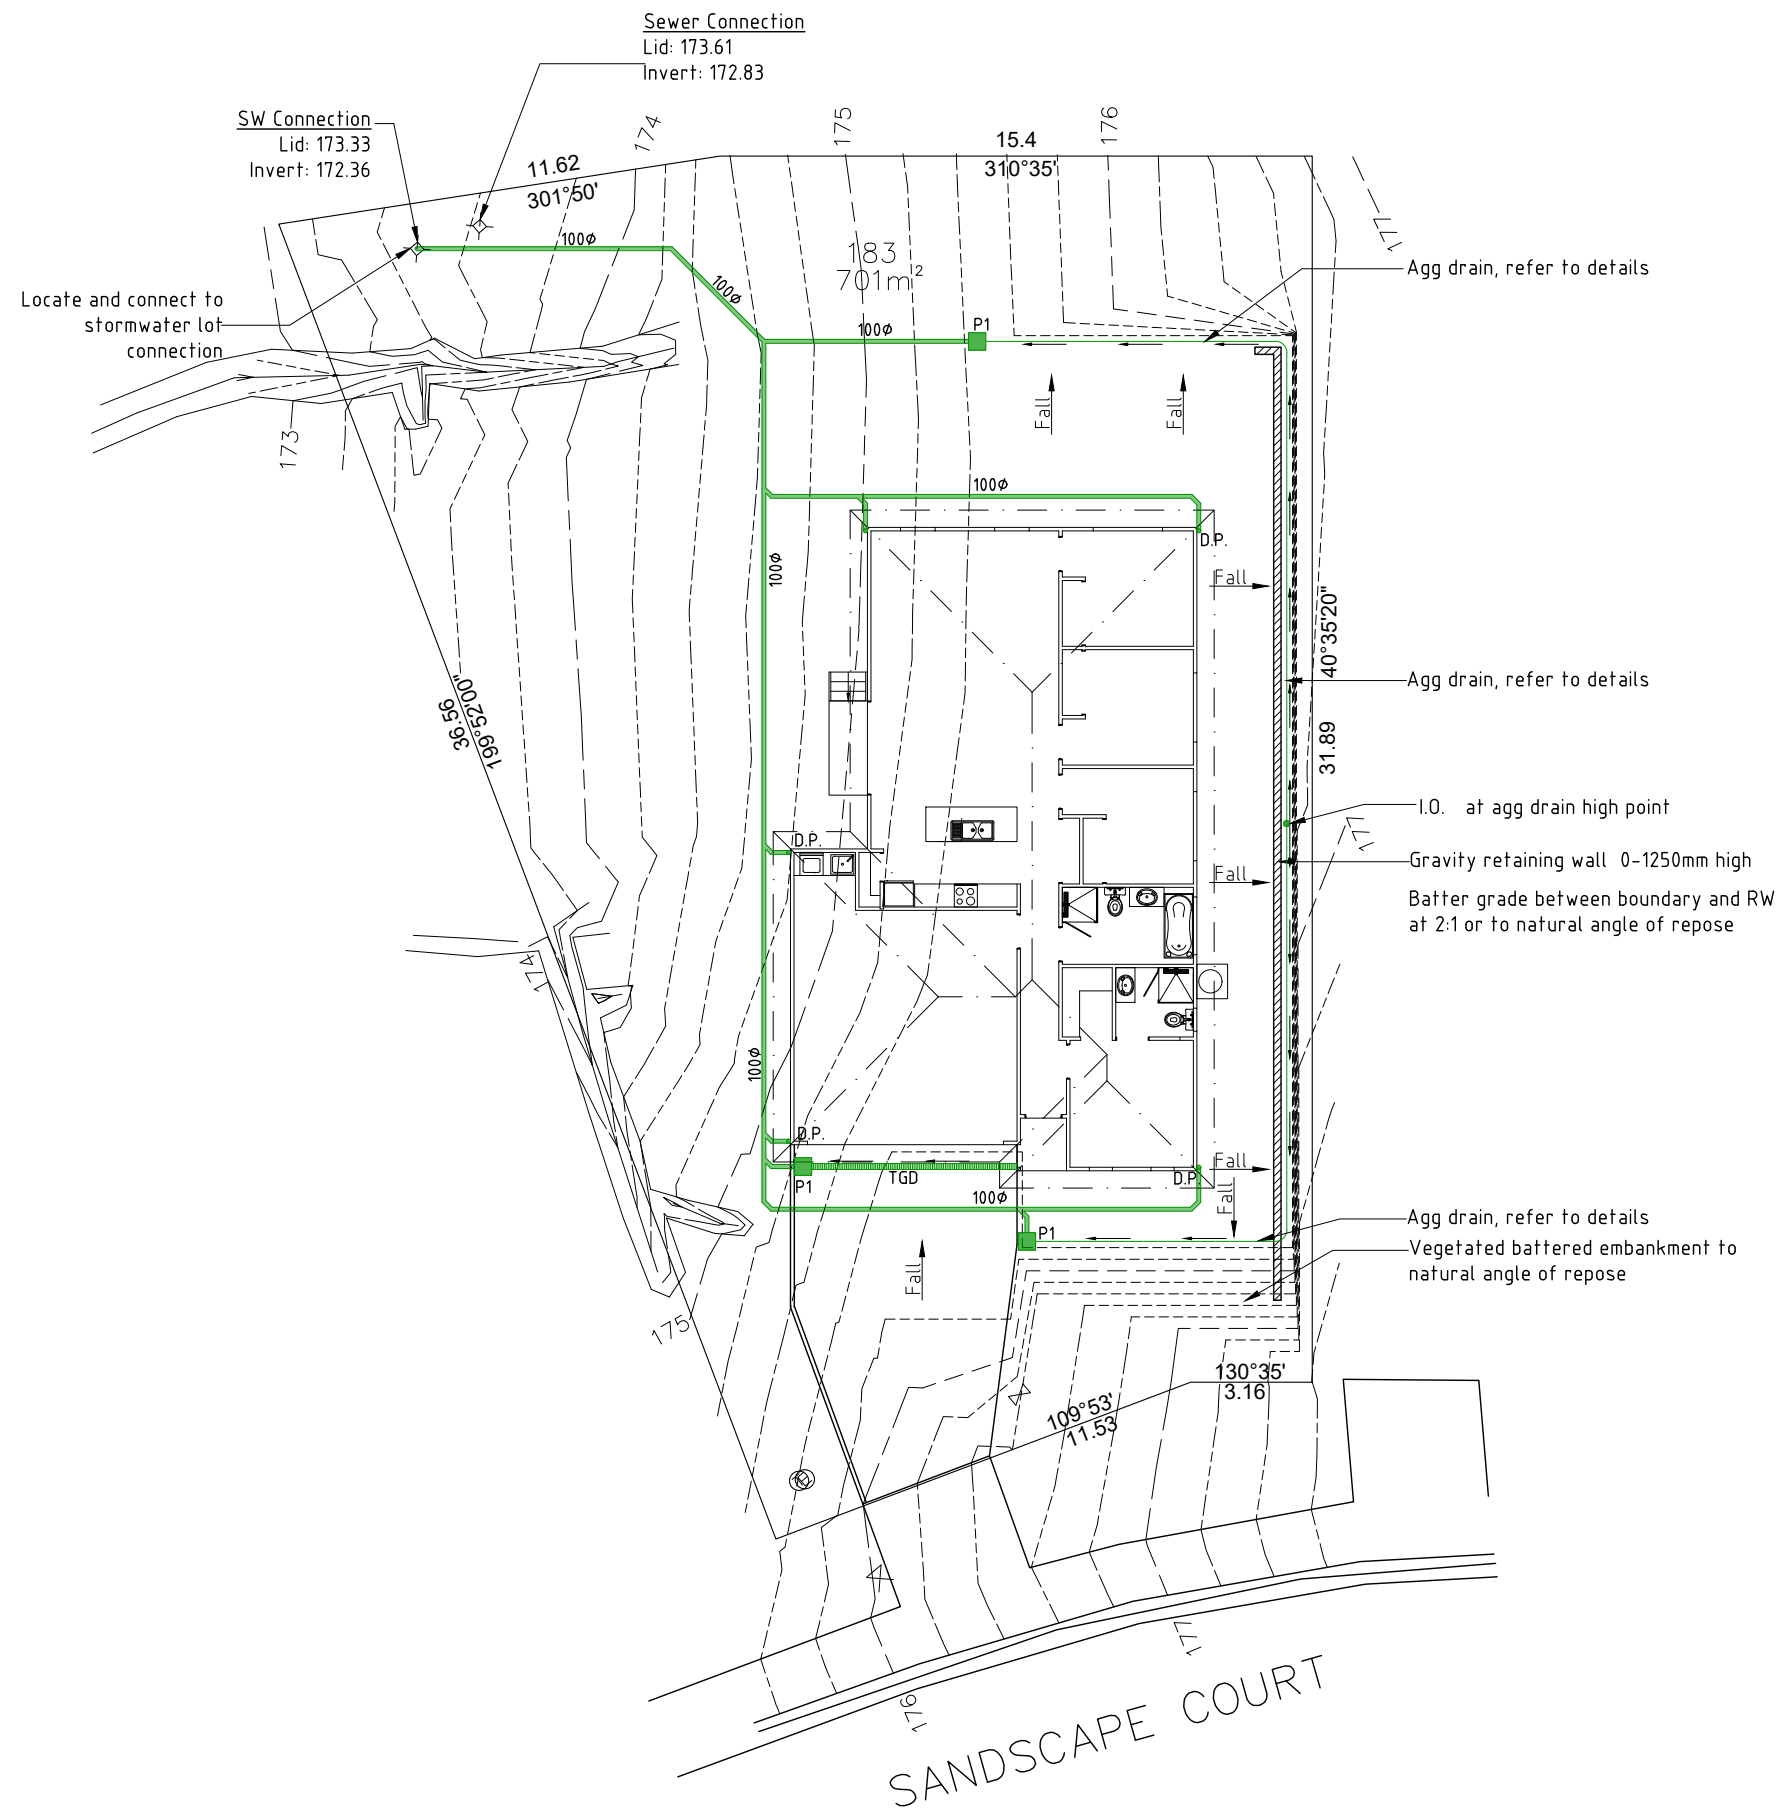 Sewer Connection
Lid: 173.61
Invert: 172.83
SW Connection
Lid: 173.33
Invert: 172.36
174
175
176
15.4
310°35'
11.62
301°50'
177
100ø
183
701m²
100ø
Agg drain, refer to details
Locate and connect to
stormwater lot
connection
100ø
P1
Fall
Fall
173
100ø
D.P.
100ø
Fall
40°35'20"
31.89
Agg drain, refer to details
36.56
199°52'00"
I.O. at agg drain high point
177
D.P.
Gravity retaining wall 0-1250mm high
Fall
Batter grade between boundary and RW
at 2:1 or to natural angle of repose
174
100ø
D.P.
Fall
TGD
D.P.
P1
100ø
Fall
P1
Agg drain, refer to details
Vegetated battered embankment to
natural angle of repose
Fall
175
130°35'
3.16
109°53'
11.53
177
176
SANDSCAPE COURT